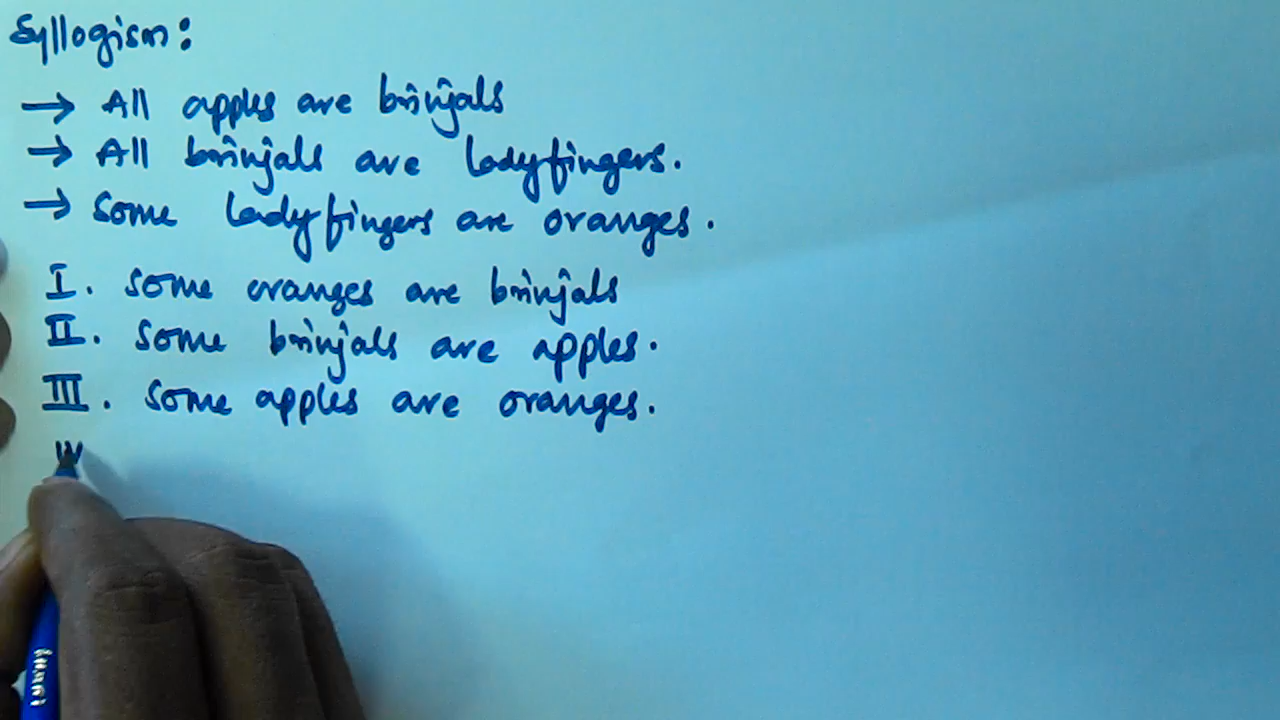 Syllogism:
→ All apples are brinjals
→ All brinjals are ladyfingers.
→ Some ladyfingers are oranges.
I. Some oranges are brinjals
II. Some brinjals are apples.
III. Some apples are oranges.